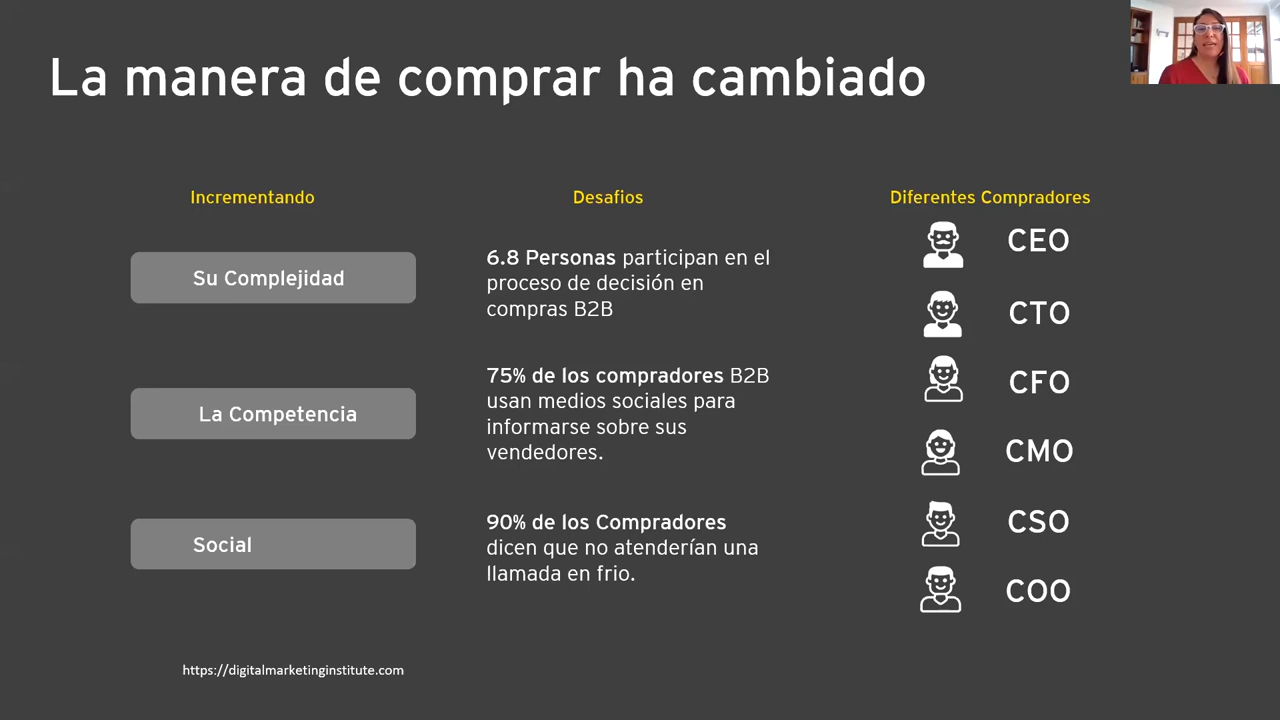 La manera de comprar ha cambiado
Incrementando
Su Complejidad
La Competencia
Social
Desafios
6.8 Personas participan en el
proceso de decisión en
compras B2B
75% de los compradores B2B
usan medios sociales para
informarse sobre sus
vendedores.
90% de los Compradores
dicen que no atenderían una
llamada en frio.
Diferentes Compradores
CEO
CTO
CFO
CMO
CSO
COO
https://digitalmarketinginstitute.com